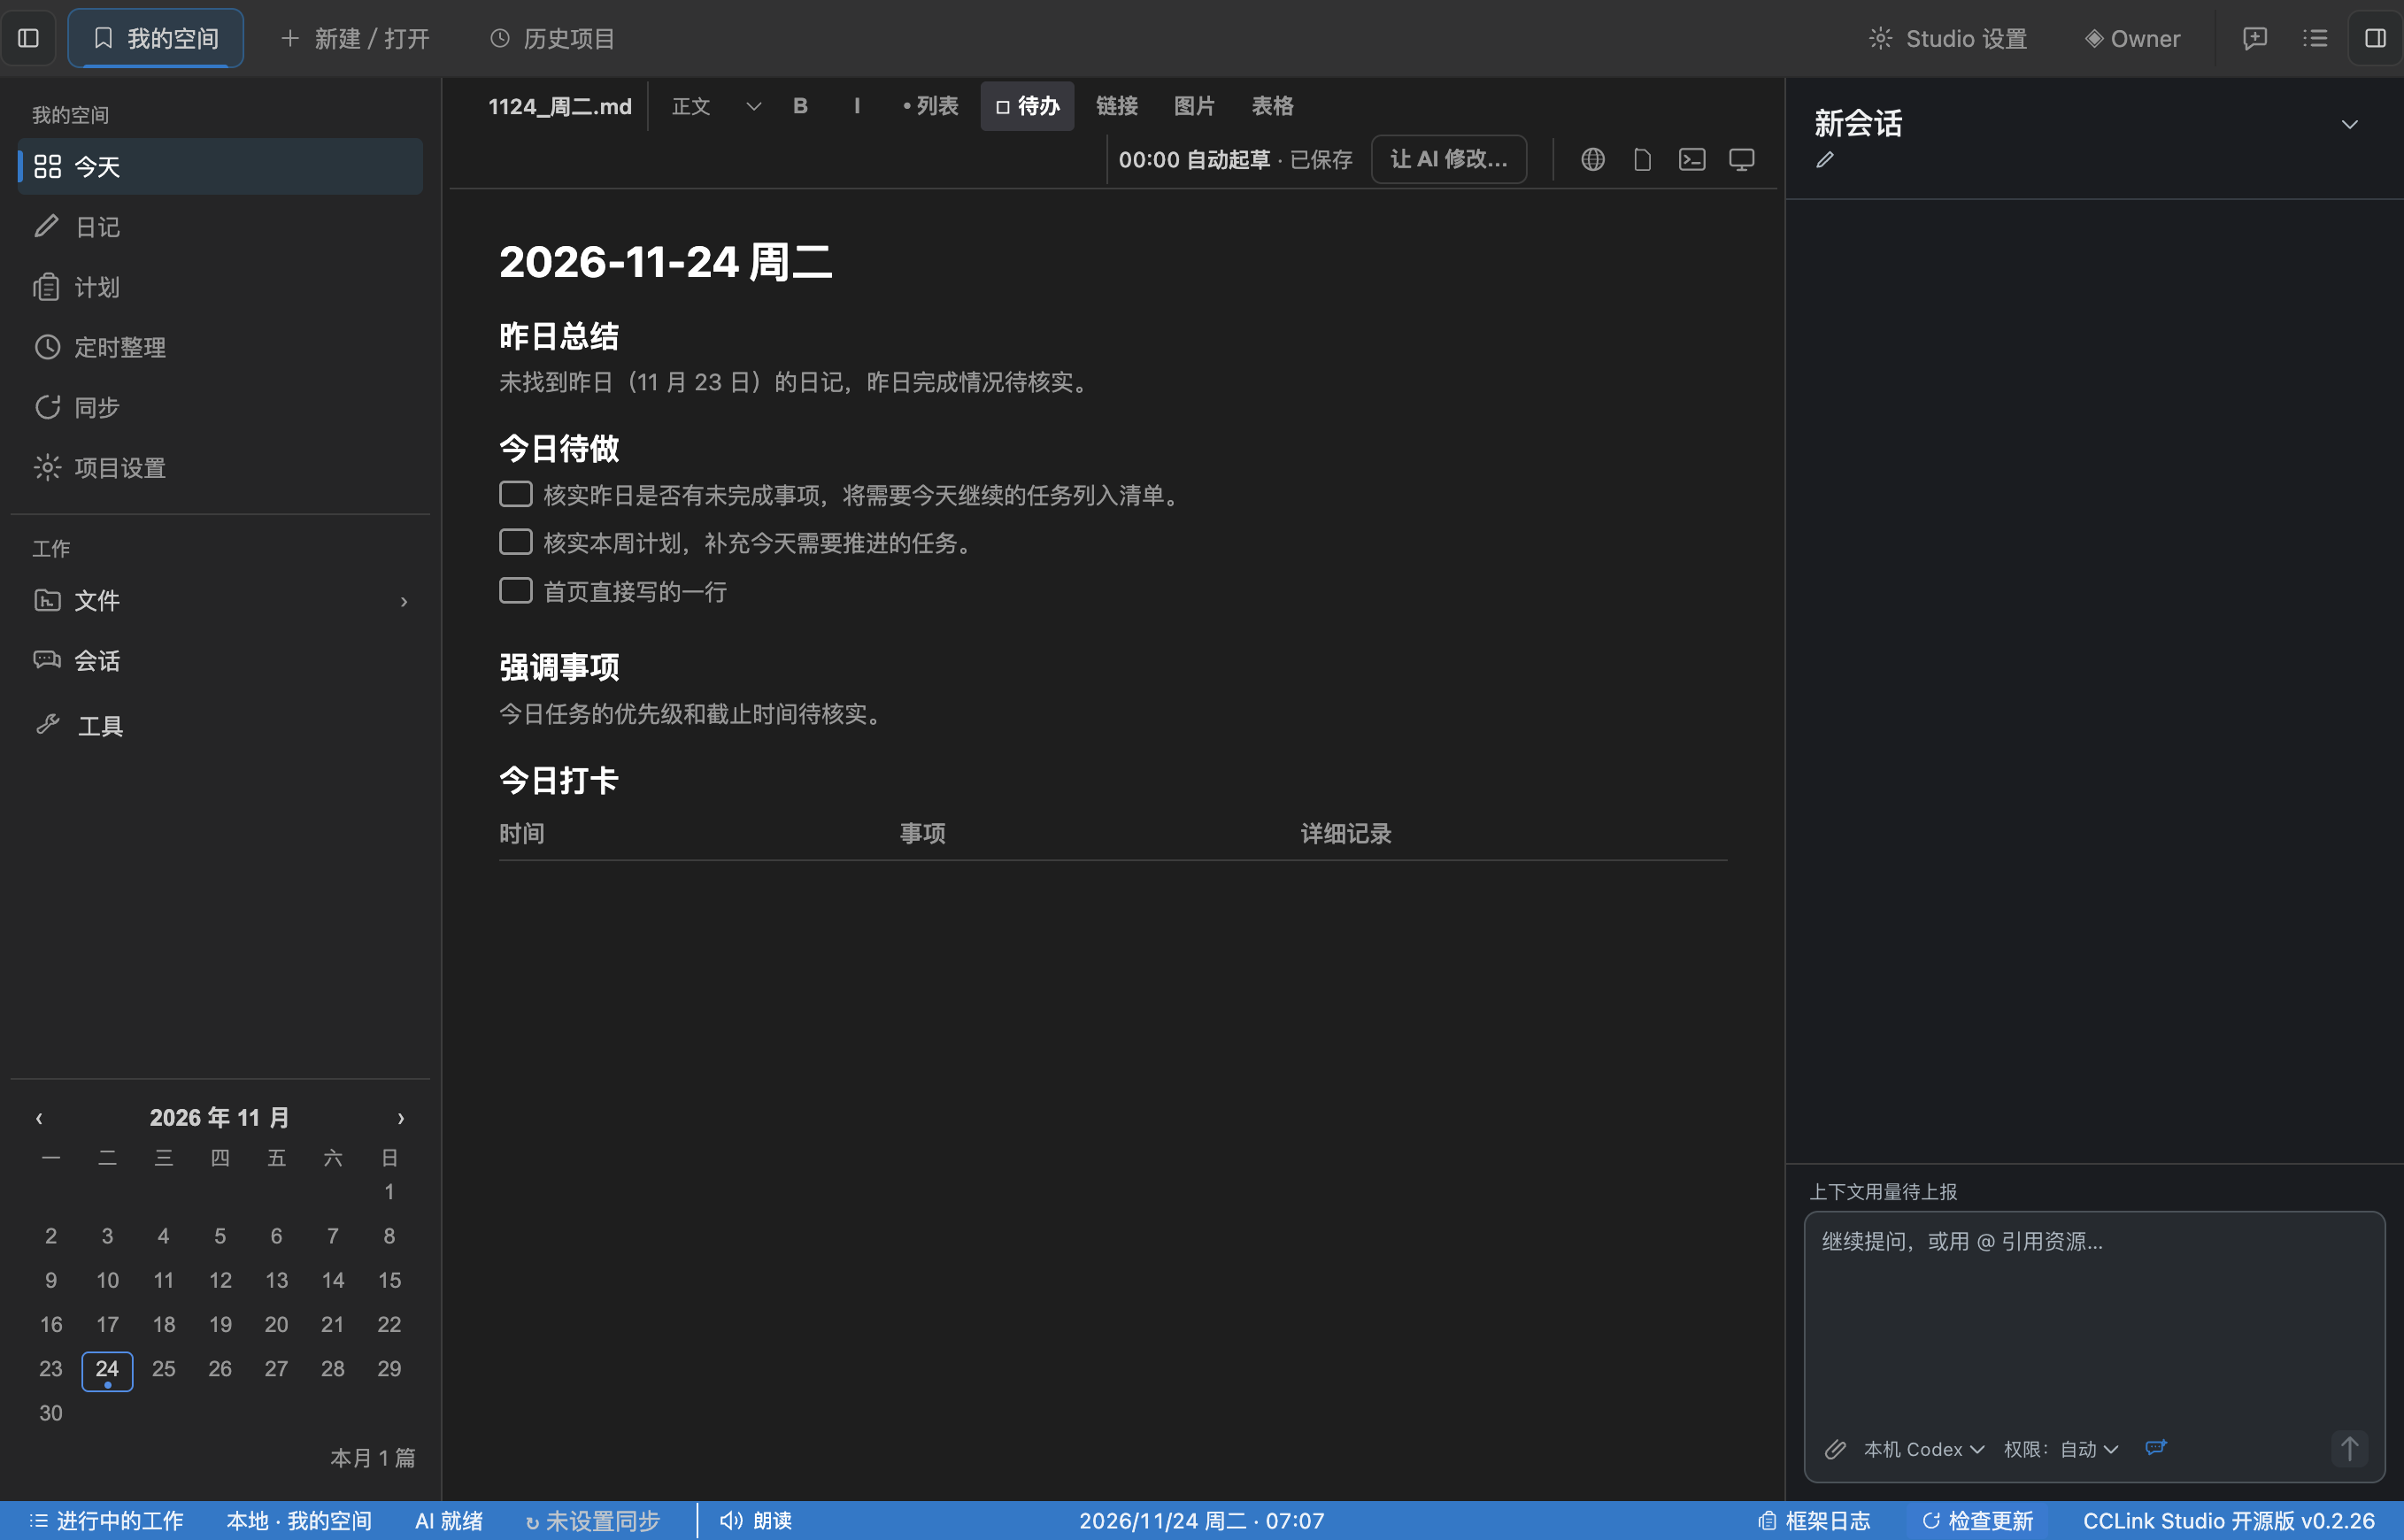 我的空间
新建 / 打开
历史项目
Studio 设置
Owner
我的空间
今天
日记
计划
定时整理
同步
项目设置
工作
文件
会话
工具
2026 年 11 月
一 二 三 四 五 六 日
1
2 3 4 5 6 7 8
9 10 11 12 13 14 15
16 17 18 19 20 21 22
23 24 25 26 27 28 29
30
本月 1 篇
1124_周二.md 正文 B I • 列表 待办 链接 图片 表格
00:00 自动起草 · 已保存 让 AI 修改...
2026-11-24 周二
昨日总结
未找到昨日（11 月 23 日）的日记，昨日完成情况待核实。
今日待做
核实昨日是否有未完成事项，将需要今天继续的任务列入清单。
核实本周计划，补充今天需要推进的任务。
首页直接写的一行
强调事项
今日任务的优先级和截止时间待核实。
今日打卡
时间 事项 详细记录
新会话
上下文用量待上报
继续提问，或用 @ 引用资源...
本机 Codex 权限：自动
进行中的工作 本地 · 我的空间 AI 就绪 未设置同步 朗读 2026/11/24 周二 · 07:07 框架日志 检查更新 CCLink Studio 开源版 v0.2.26